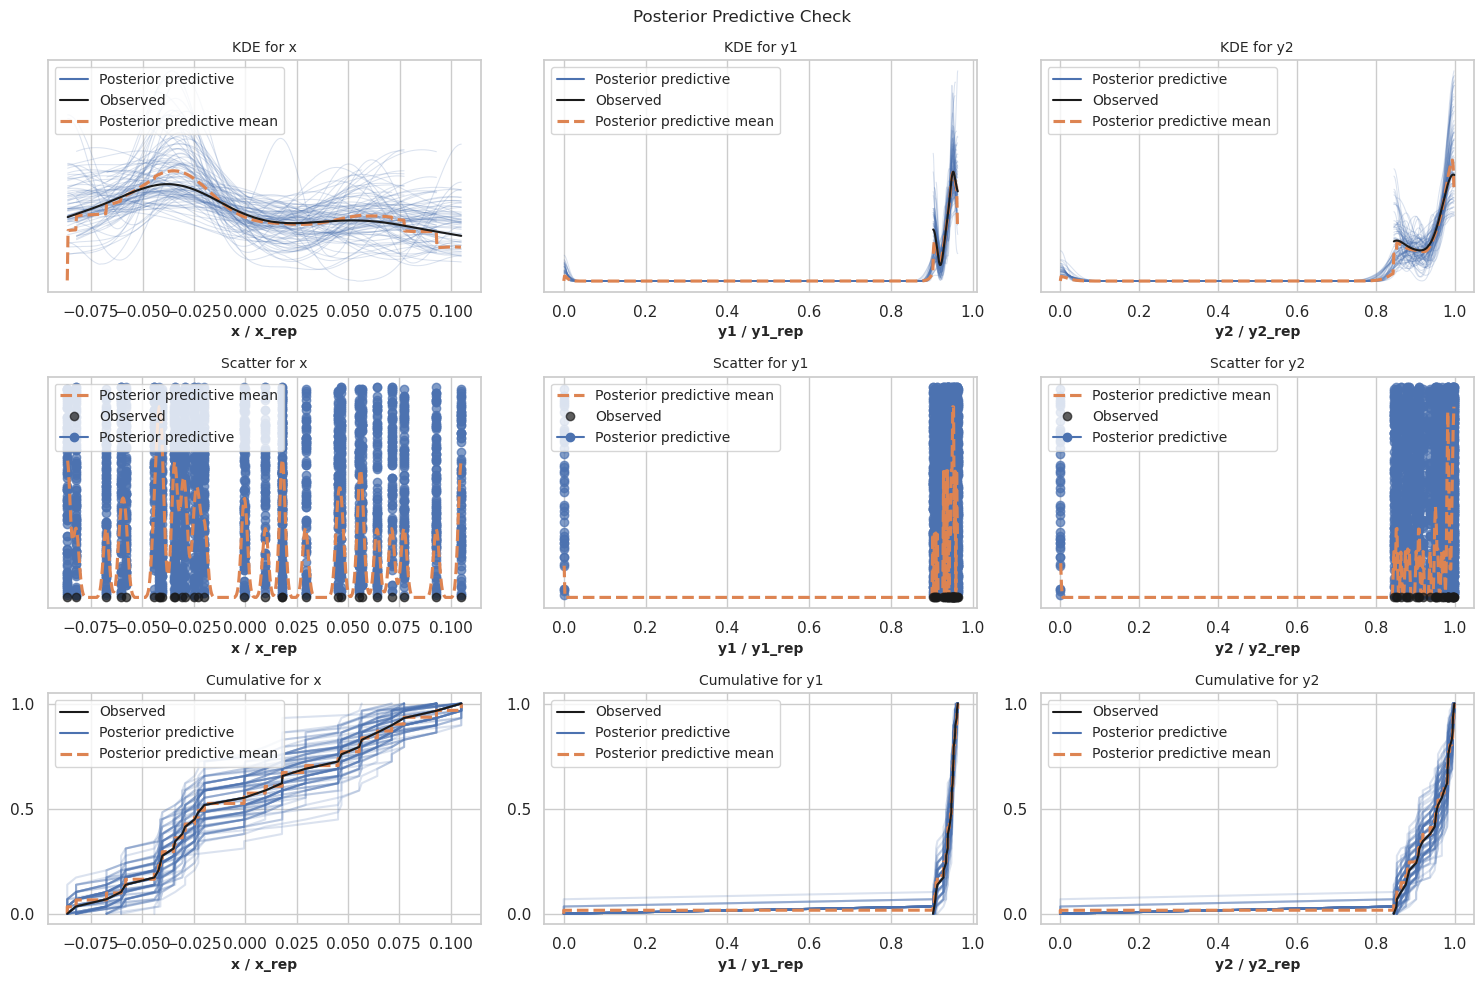 Posterior Predictive Check
KDE for x
Posterior predictive
Observed
Posterior predictive mean
−0.075 −0.050 −0.025 0.000 0.025 0.050 0.075 0.100
x / x_rep
KDE for y1
Posterior predictive
Observed
Posterior predictive mean
0.0 0.2 0.4 0.6 0.8 1.0
y1 / y1_rep
KDE for y2
Posterior predictive
Observed
Posterior predictive mean
0.0 0.2 0.4 0.6 0.8 1.0
y2 / y2_rep
Scatter for x
Posterior predictive mean
Observed
Posterior predictive
−0.075 −0.050 −0.025 0.000 0.025 0.050 0.075 0.100
x / x_rep
Scatter for y1
Posterior predictive mean
Observed
Posterior predictive
0.0 0.2 0.4 0.6 0.8 1.0
y1 / y1_rep
Scatter for y2
Posterior predictive mean
Observed
Posterior predictive
0.0 0.2 0.4 0.6 0.8 1.0
y2 / y2_rep
Cumulative for x
1.0
0.5
0.0
Observed
Posterior predictive
Posterior predictive mean
−0.075 −0.050 −0.025 0.000 0.025 0.050 0.075 0.100
x / x_rep
Cumulative for y1
1.0
0.5
0.0
Observed
Posterior predictive
Posterior predictive mean
0.0 0.2 0.4 0.6 0.8 1.0
y1 / y1_rep
Cumulative for y2
1.0
0.5
0.0
Observed
Posterior predictive
Posterior predictive mean
0.0 0.2 0.4 0.6 0.8 1.0
y2 / y2_rep